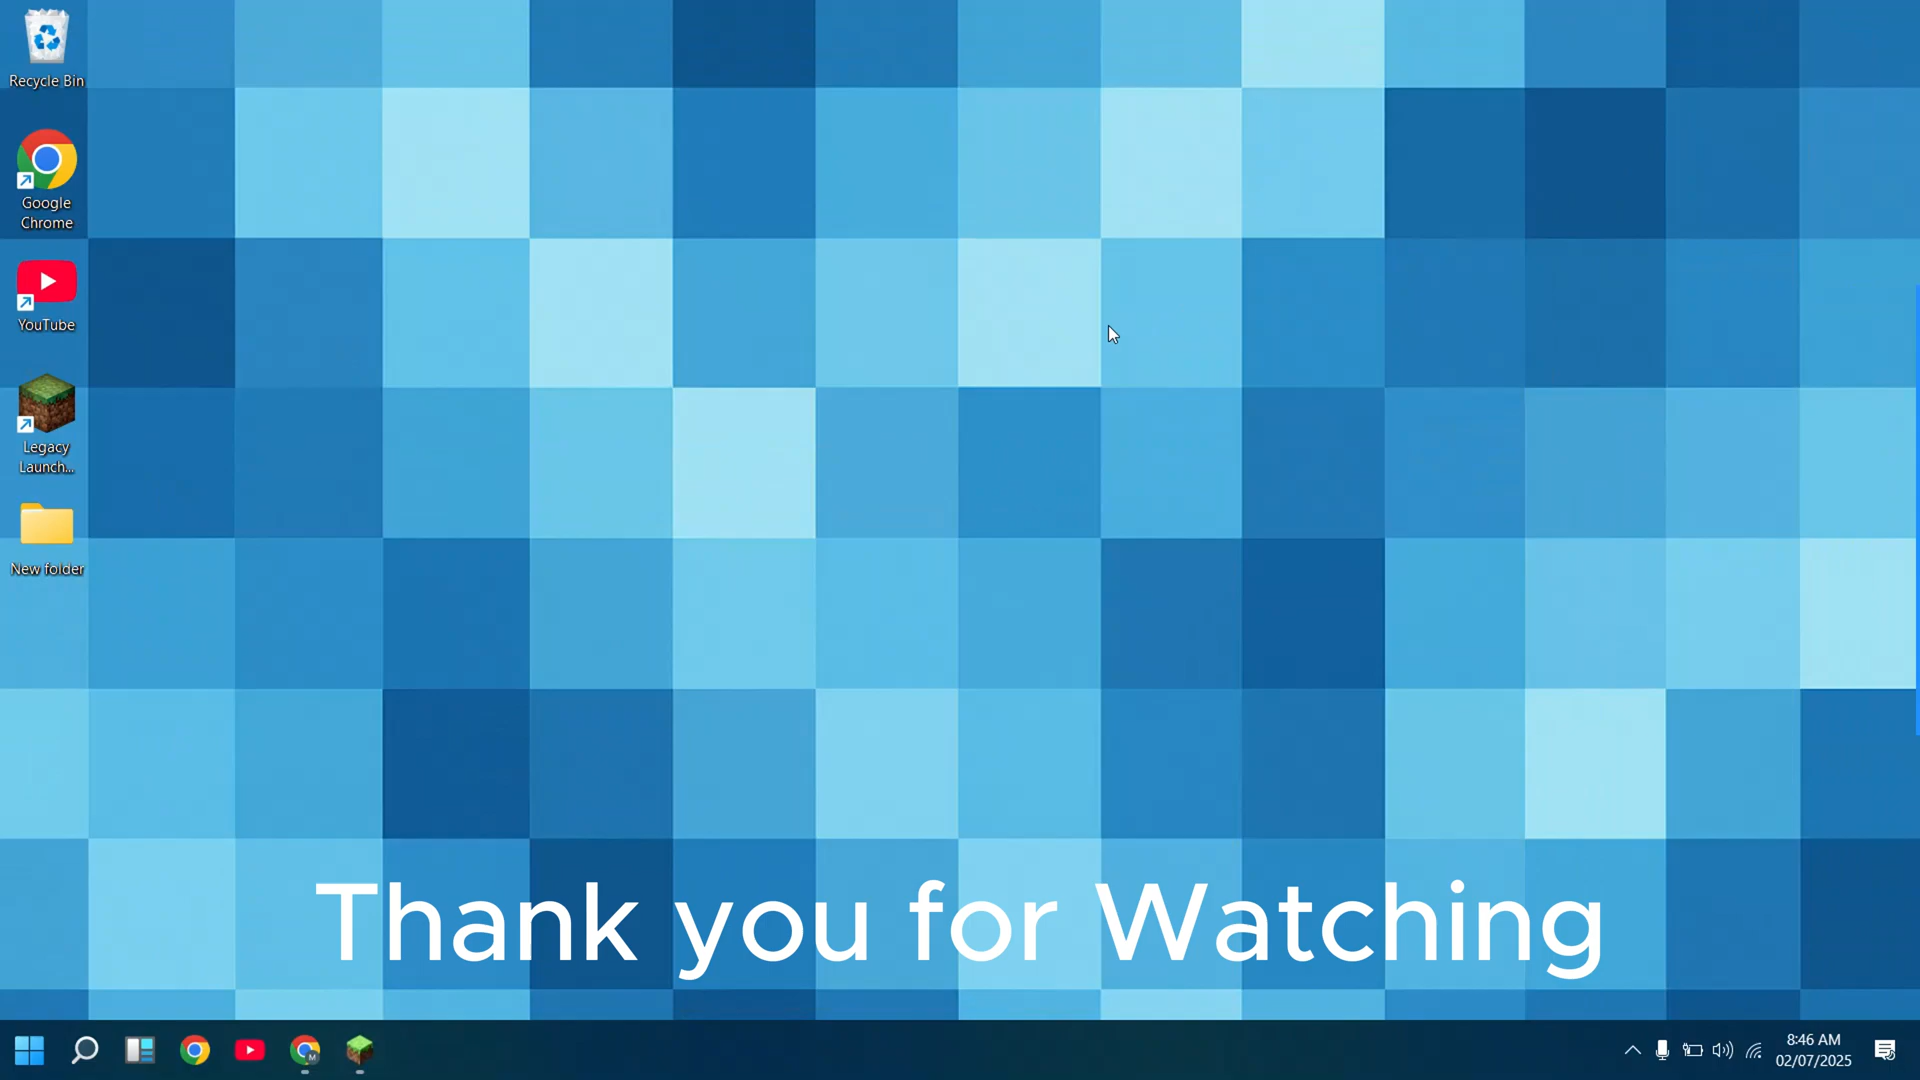 Recycle Bin
Google
Chrome
YouTube
Legacy
Launch...
New folder
Thank you for Watching
M
8:46 AM
02/07/2025